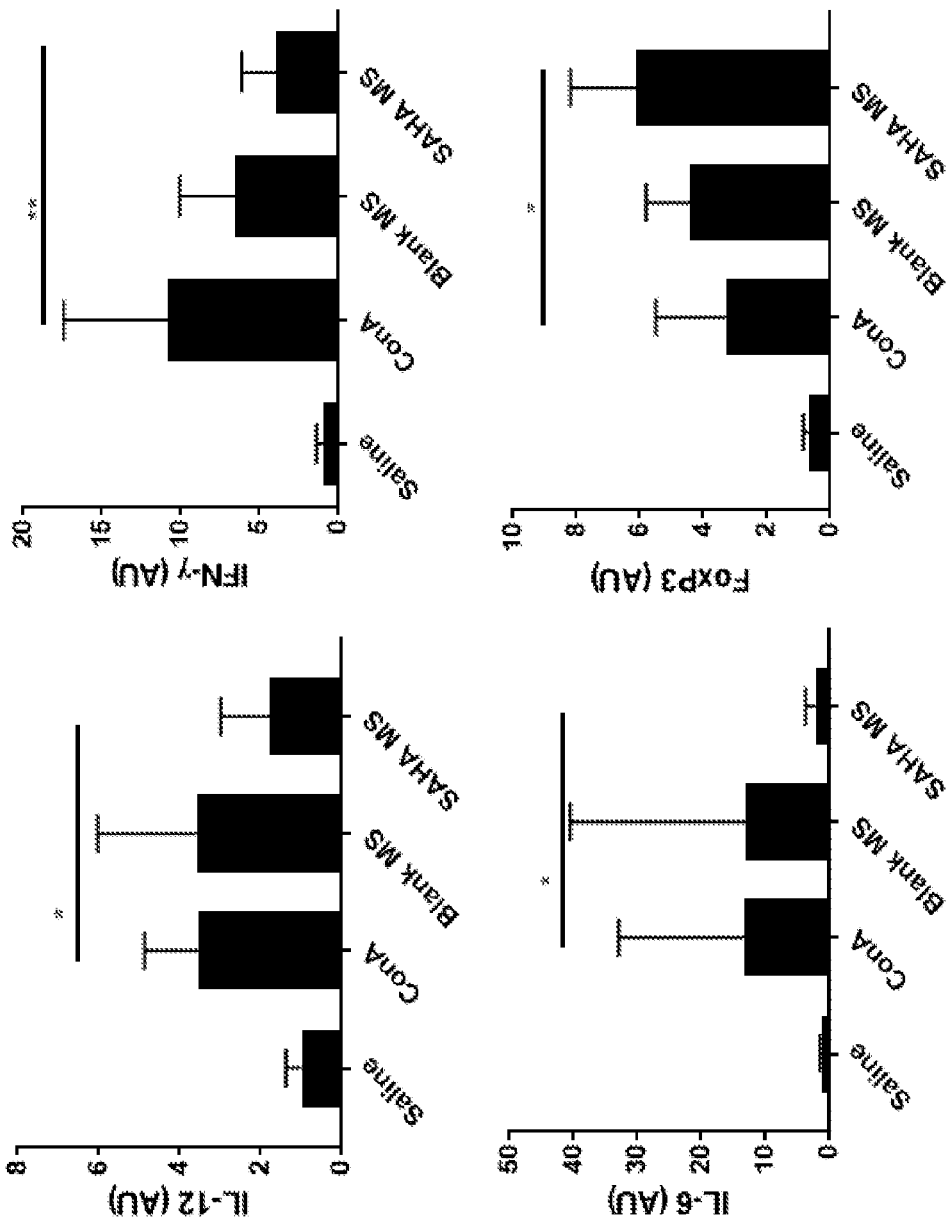 IL-12 (AU)
8
6
4
2
0
*
Saline
ConA
Blank MS
SAHA MS
IFN-γ (AU)
20
15
10
5
0
**
Saline
ConA
Blank MS
SAHA MS
IL-6 (AU)
50
40
30
20
10
0
*
Saline
ConA
Blank MS
SAHA MS
FoxP3 (AU)
10
8
6
4
2
0
*
Saline
ConA
Blank MS
SAHA MS